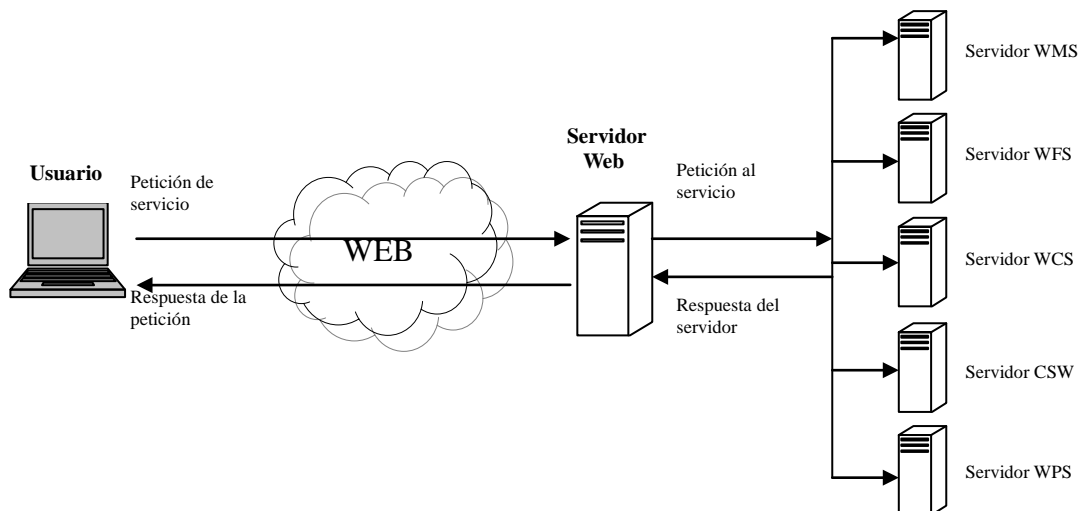 Usuario
Petición de
servicio
Respuesta de la
petición
WEB
Servidor
Web
Petición al
servicio
Respuesta del
servidor
Servidor WMS
Servidor WFS
Servidor WCS
Servidor CSW
Servidor WPS